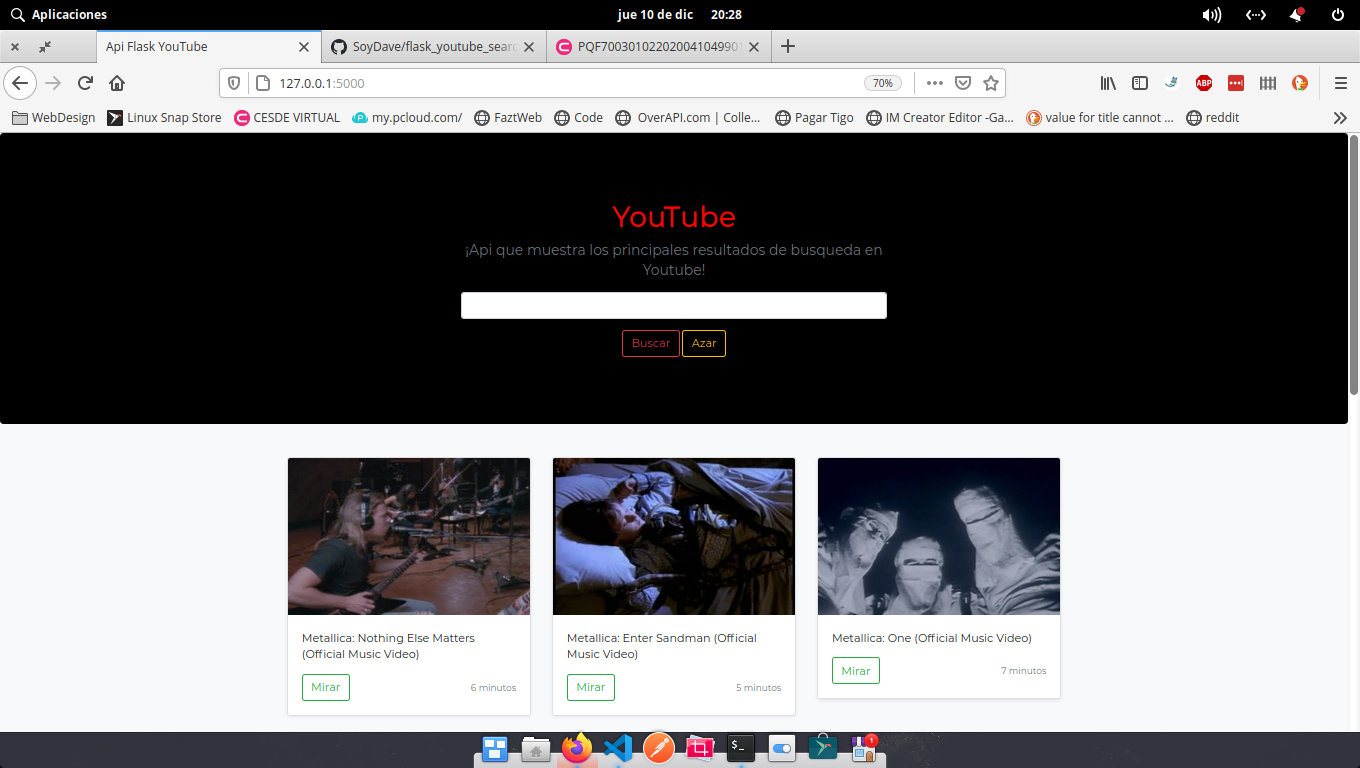 Aplicaciones
jue 10 de dic 20:28
Api Flask YouTube
SoyDave/flask_youtube_searc
PQF700301022020041049901
127.0.0.1:5000
70%
ABP
WebDesign
Linux Snap Store
CESDE VIRTUAL
my.pcloud.com/
FaztWeb
Code
OverAPI.com | Colle...
Pagar Tigo
IM Creator Editor -Ga...
value for title cannot ...
reddit
YouTube
¡Api que muestra los principales resultados de busqueda en
Youtube!
Buscar
Azar
Metallica: Nothing Else Matters
(Official Music Video)
Mirar
6 minutos
Metallica: Enter Sandman (Official
Music Video)
Mirar
5 minutos
Metallica: One (Official Music Video)
Mirar
7 minutos
$_
1